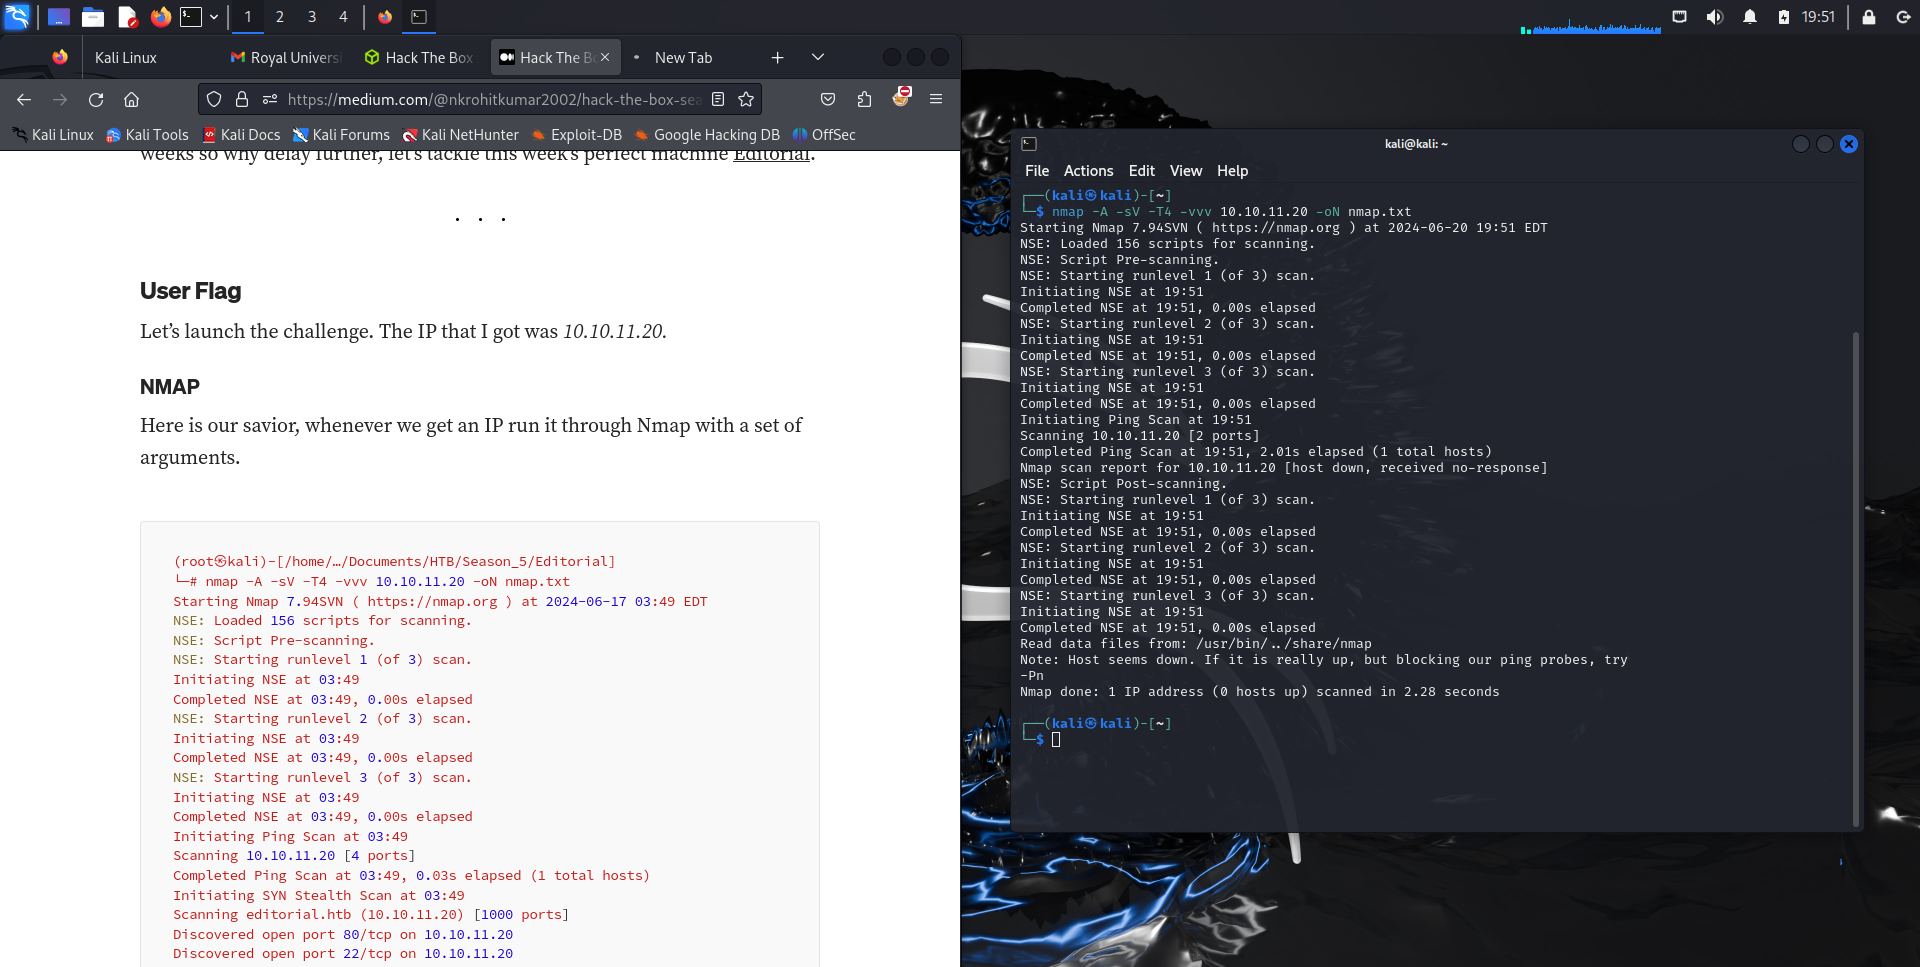 1 2 3 4
19:51
Kali Linux
Royal Universi
Hack The Box
Hack The Bo
New Tab
https://medium.com/@nkrohitkumar2002/hack-the-box-sea
Kali Linux
Kali Tools
Kali Docs
Kali Forums
Kali NetHunter
Exploit-DB
Google Hacking DB
OffSec
weeks so why delay further, let's tackle this week's perfect machine Editorial.
. . .
User Flag
Let's launch the challenge. The IP that I got was 10.10.11.20.
NMAP
Here is our savior, whenever we get an IP run it through Nmap with a set of
arguments.
(root㉿kali)-[/home/…/Documents/HTB/Season_5/Editorial]
└─# nmap -A -sV -T4 -vvv 10.10.11.20 -oN nmap.txt
Starting Nmap 7.94SVN ( https://nmap.org ) at 2024-06-17 03:49 EDT
NSE: Loaded 156 scripts for scanning.
NSE: Script Pre-scanning.
NSE: Starting runlevel 1 (of 3) scan.
Initiating NSE at 03:49
Completed NSE at 03:49, 0.00s elapsed
NSE: Starting runlevel 2 (of 3) scan.
Initiating NSE at 03:49
Completed NSE at 03:49, 0.00s elapsed
NSE: Starting runlevel 3 (of 3) scan.
Initiating NSE at 03:49
Completed NSE at 03:49, 0.00s elapsed
Initiating Ping Scan at 03:49
Scanning 10.10.11.20 [4 ports]
Completed Ping Scan at 03:49, 0.03s elapsed (1 total hosts)
Initiating SYN Stealth Scan at 03:49
Scanning editorial.htb (10.10.11.20) [1000 ports]
Discovered open port 80/tcp on 10.10.11.20
Discovered open port 22/tcp on 10.10.11.20
kali@kali: ~
File Actions Edit View Help
┌──(kali㉿kali)-[~]
└─$ nmap -A -sV -T4 -vvv 10.10.11.20 -oN nmap.txt
Starting Nmap 7.94SVN ( https://nmap.org ) at 2024-06-20 19:51 EDT
NSE: Loaded 156 scripts for scanning.
NSE: Script Pre-scanning.
NSE: Starting runlevel 1 (of 3) scan.
Initiating NSE at 19:51
Completed NSE at 19:51, 0.00s elapsed
NSE: Starting runlevel 2 (of 3) scan.
Initiating NSE at 19:51
Completed NSE at 19:51, 0.00s elapsed
NSE: Starting runlevel 3 (of 3) scan.
Initiating NSE at 19:51
Completed NSE at 19:51, 0.00s elapsed
Initiating Ping Scan at 19:51
Scanning 10.10.11.20 [2 ports]
Completed Ping Scan at 19:51, 2.01s elapsed (1 total hosts)
Nmap scan report for 10.10.11.20 [host down, received no-response]
NSE: Script Post-scanning.
NSE: Starting runlevel 1 (of 3) scan.
Initiating NSE at 19:51
Completed NSE at 19:51, 0.00s elapsed
NSE: Starting runlevel 2 (of 3) scan.
Initiating NSE at 19:51
Completed NSE at 19:51, 0.00s elapsed
NSE: Starting runlevel 3 (of 3) scan.
Initiating NSE at 19:51
Completed NSE at 19:51, 0.00s elapsed
Read data files from: /usr/bin/../share/nmap
Note: Host seems down. If it is really up, but blocking our ping probes, try
-Pn
Nmap done: 1 IP address (0 hosts up) scanned in 2.28 seconds
┌──(kali㉿kali)-[~]
└─$